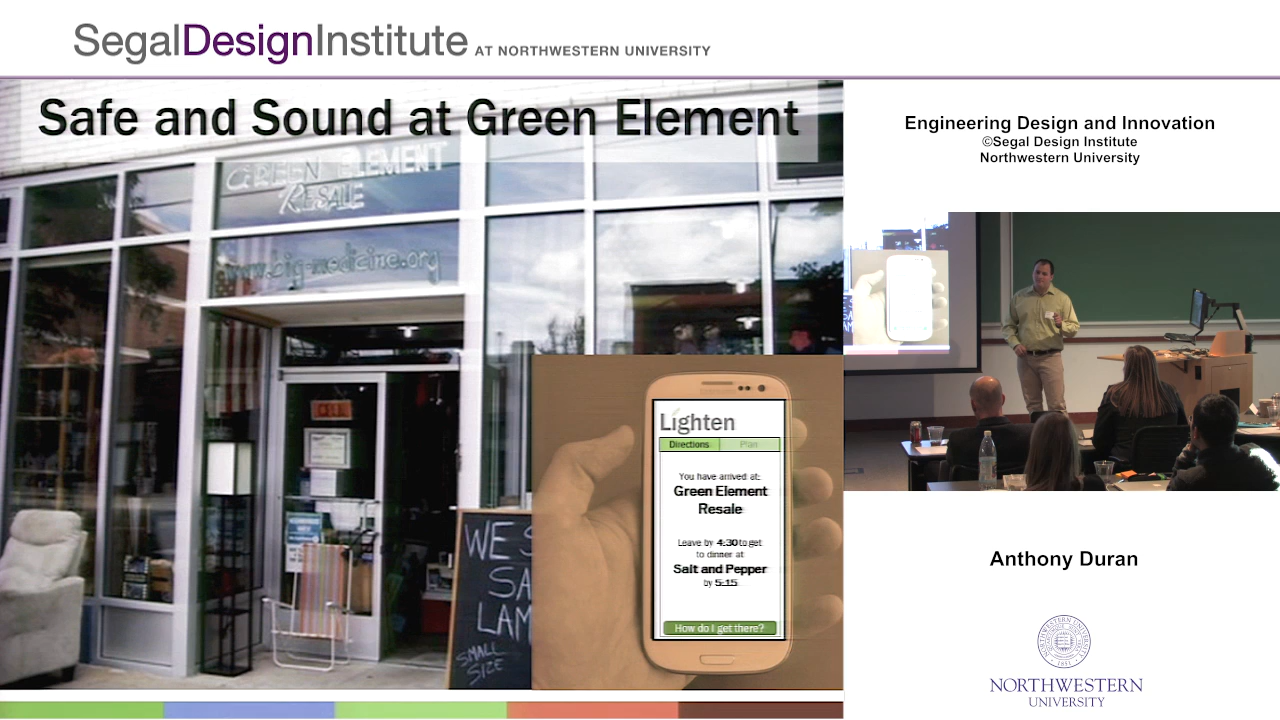 SegalDesignInstitute AT NORTHWESTERN UNIVERSITY
Safe and Sound at Green Element
GREEN ELEMENT
RESALE
www.big-medicine.org
WE S
SA
LAM
SMALL
SIZE
Lighten
Directions
Plan
You have arrived at:
Green Element
Resale
Leave by 4:30 to get
to dinner at
Salt and Pepper
by 5:15
How do I get there?
Engineering Design and Innovation
©Segal Design Institute
Northwestern University
Anthony Duran
NORTHWESTERN
UNIVERSITY